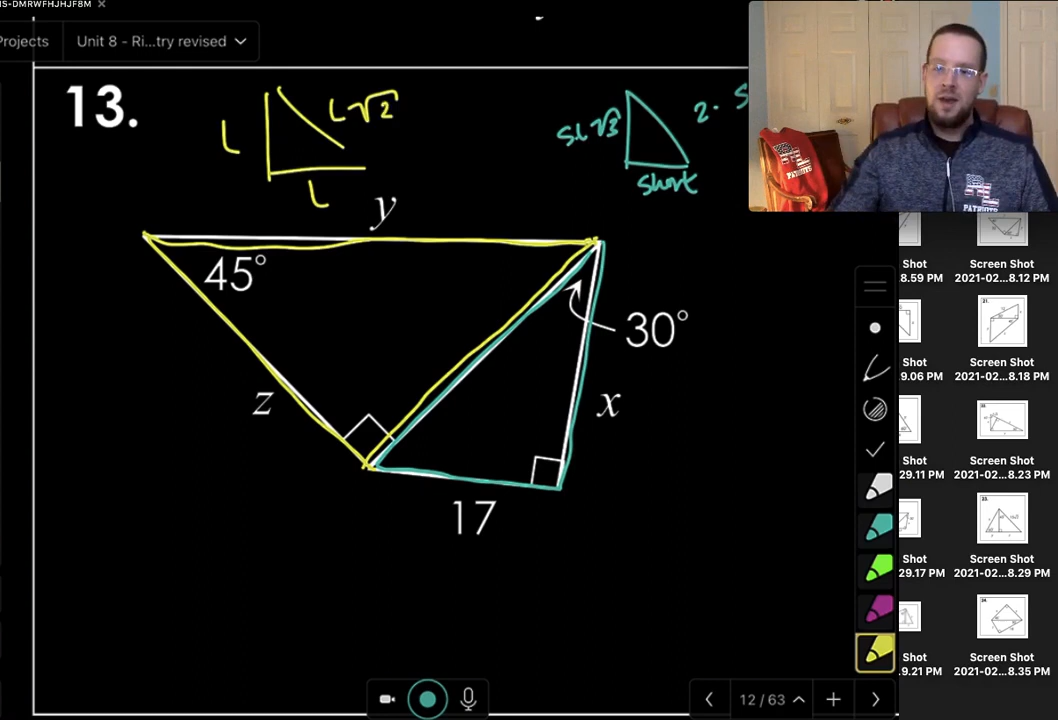 IS-DMRWFHJHJF8M ×
Projects
Unit 8 - Ri...try revised
13.
L
L√2
L
SL√3
2· S
Short
y
45°
30°
z
x
17
PATRIOTS
Shot
8.59 PM
Screen Shot
2021-02...8.12 PM
Shot
.9.06 PM
Screen Shot
2021-02...8.18 PM
Shot
29.11 PM
Screen Shot
2021-02...8.23 PM
Shot
29.17 PM
Screen Shot
2021-02...8.29 PM
Shot
.9.21 PM
Screen Shot
2021-02...8.35 PM
12 / 63